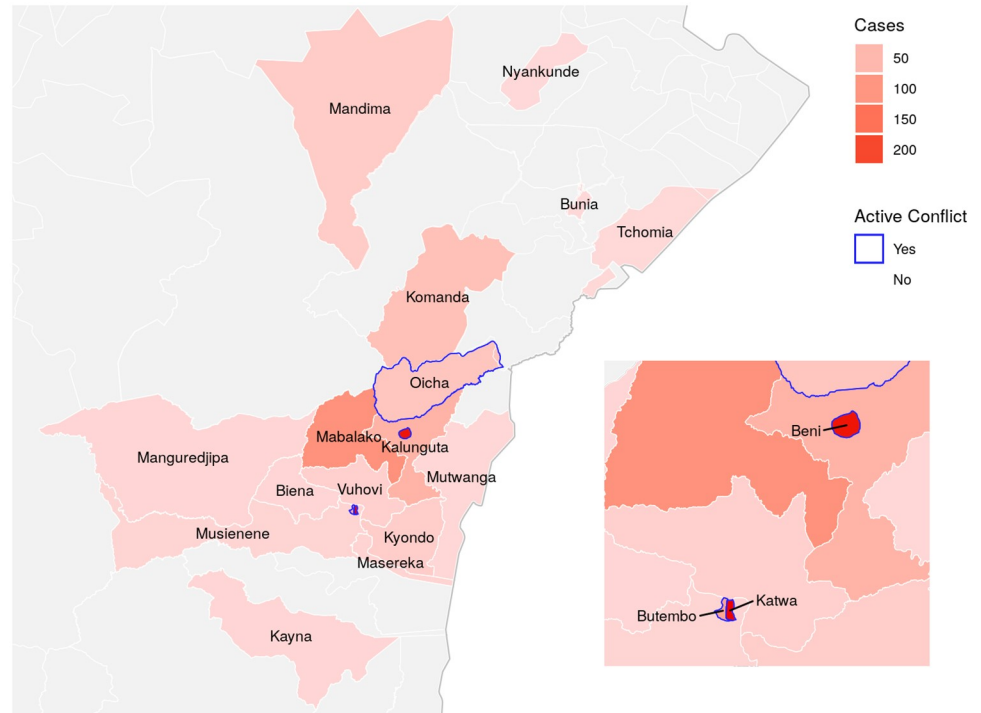 Cases
50
100
150
200
Active Conflict
Yes
No
Nyankunde
Mandima
Bunia
Tchomia
Komanda
Oicha
Mabalako
Kalunguta
Manguredjipa
Mutwanga
Biena
Vuhovi
Musienene
Kyondo
Masereka
Kayna
Beni
Katwa
Butembo